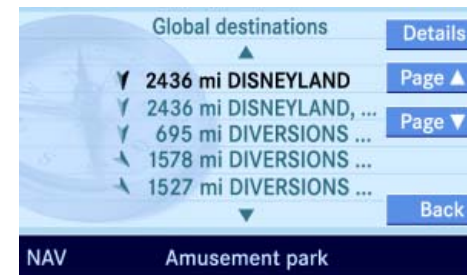 Global destinations
Details
2436 mi DISNEYLAND
Page ▲
2436 mi DISNEYLAND, ...
695 mi DIVERSIONS ...
Page ▼
1578 mi DIVERSIONS ...
1527 mi DIVERSIONS ...
Back
NAV Amusement park